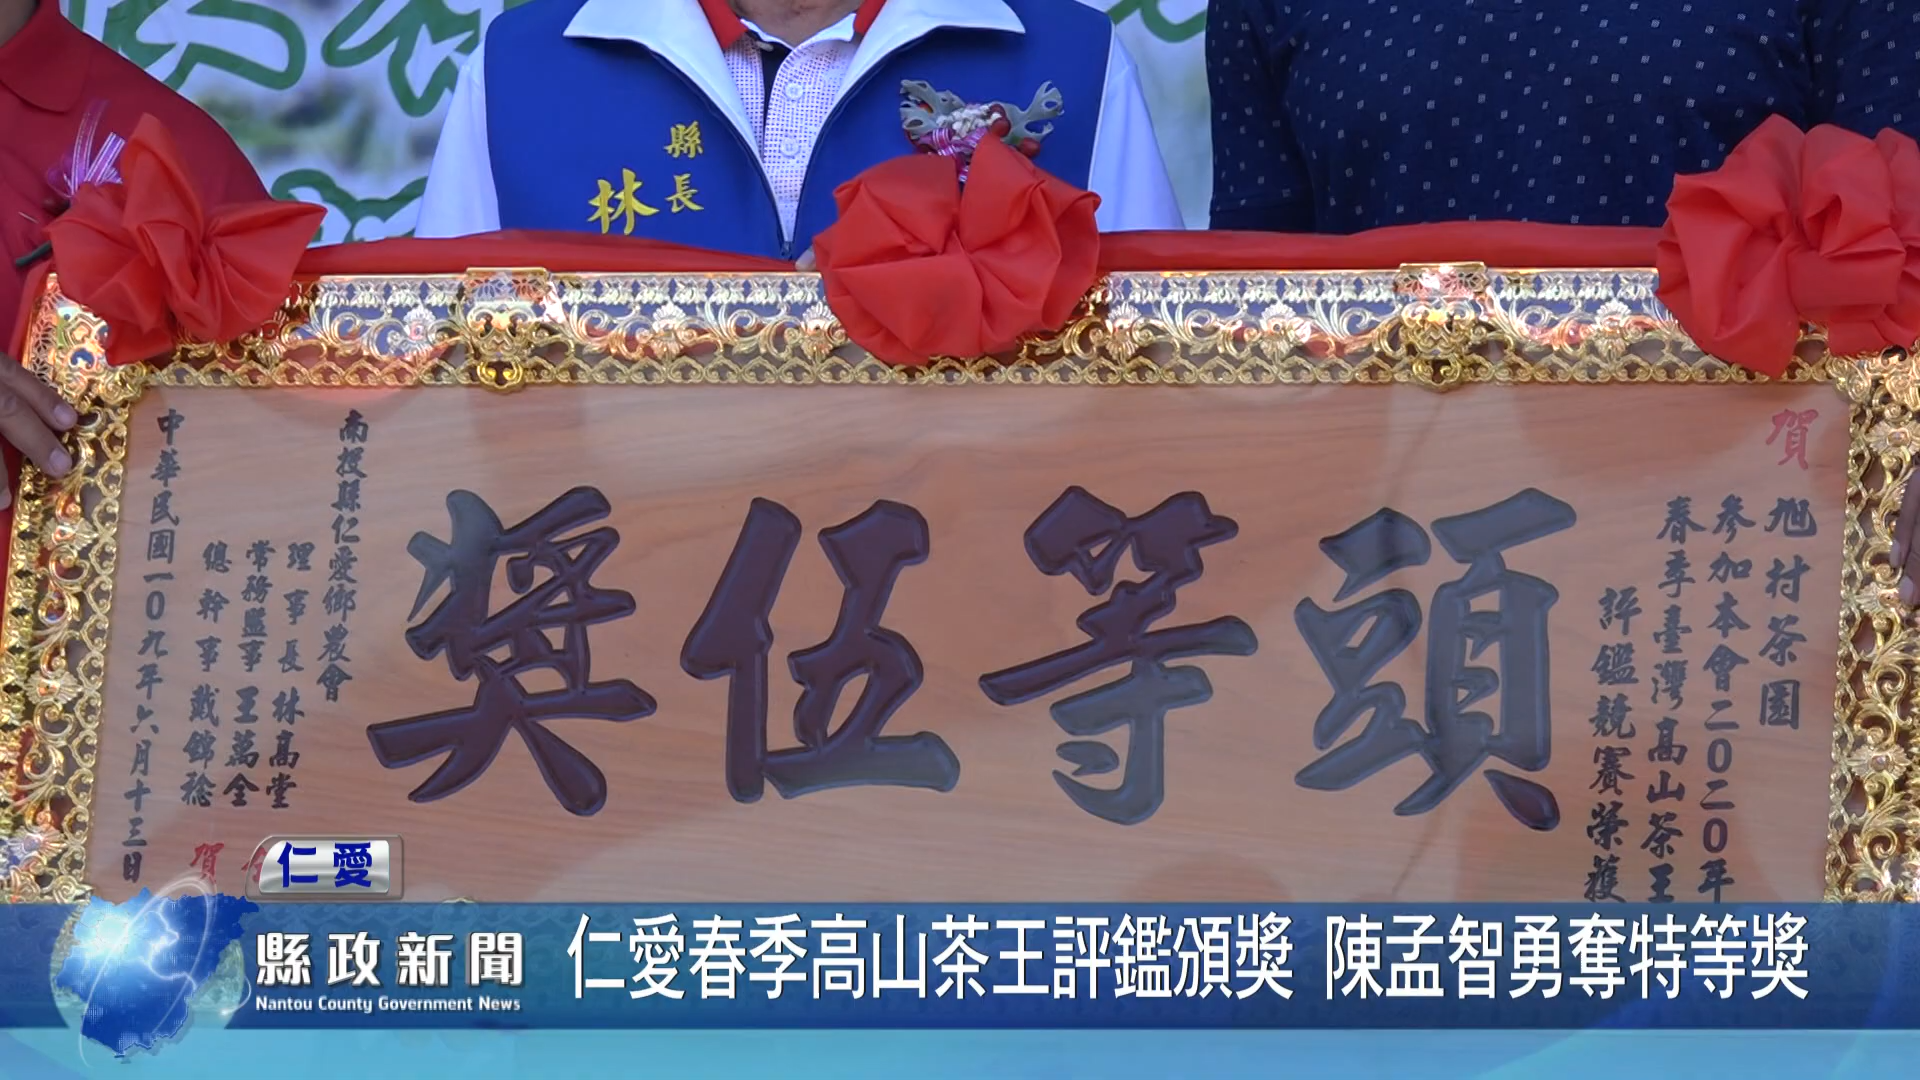 縣長
林
賀
旭村茶園
參加本會二0二0年
春季臺灣高山茶王
評鑑競賽榮獲
頭等伍獎
南投縣仁愛鄉農會
理事長 林高堂
常務監事 王萬全
總幹事 戴錦稔
中華民國一0九年六月十三日
賀
仁愛
縣政新聞
Nantou County Government News
仁愛春季高山茶王評鑑頒獎 陳孟智勇奪特等獎